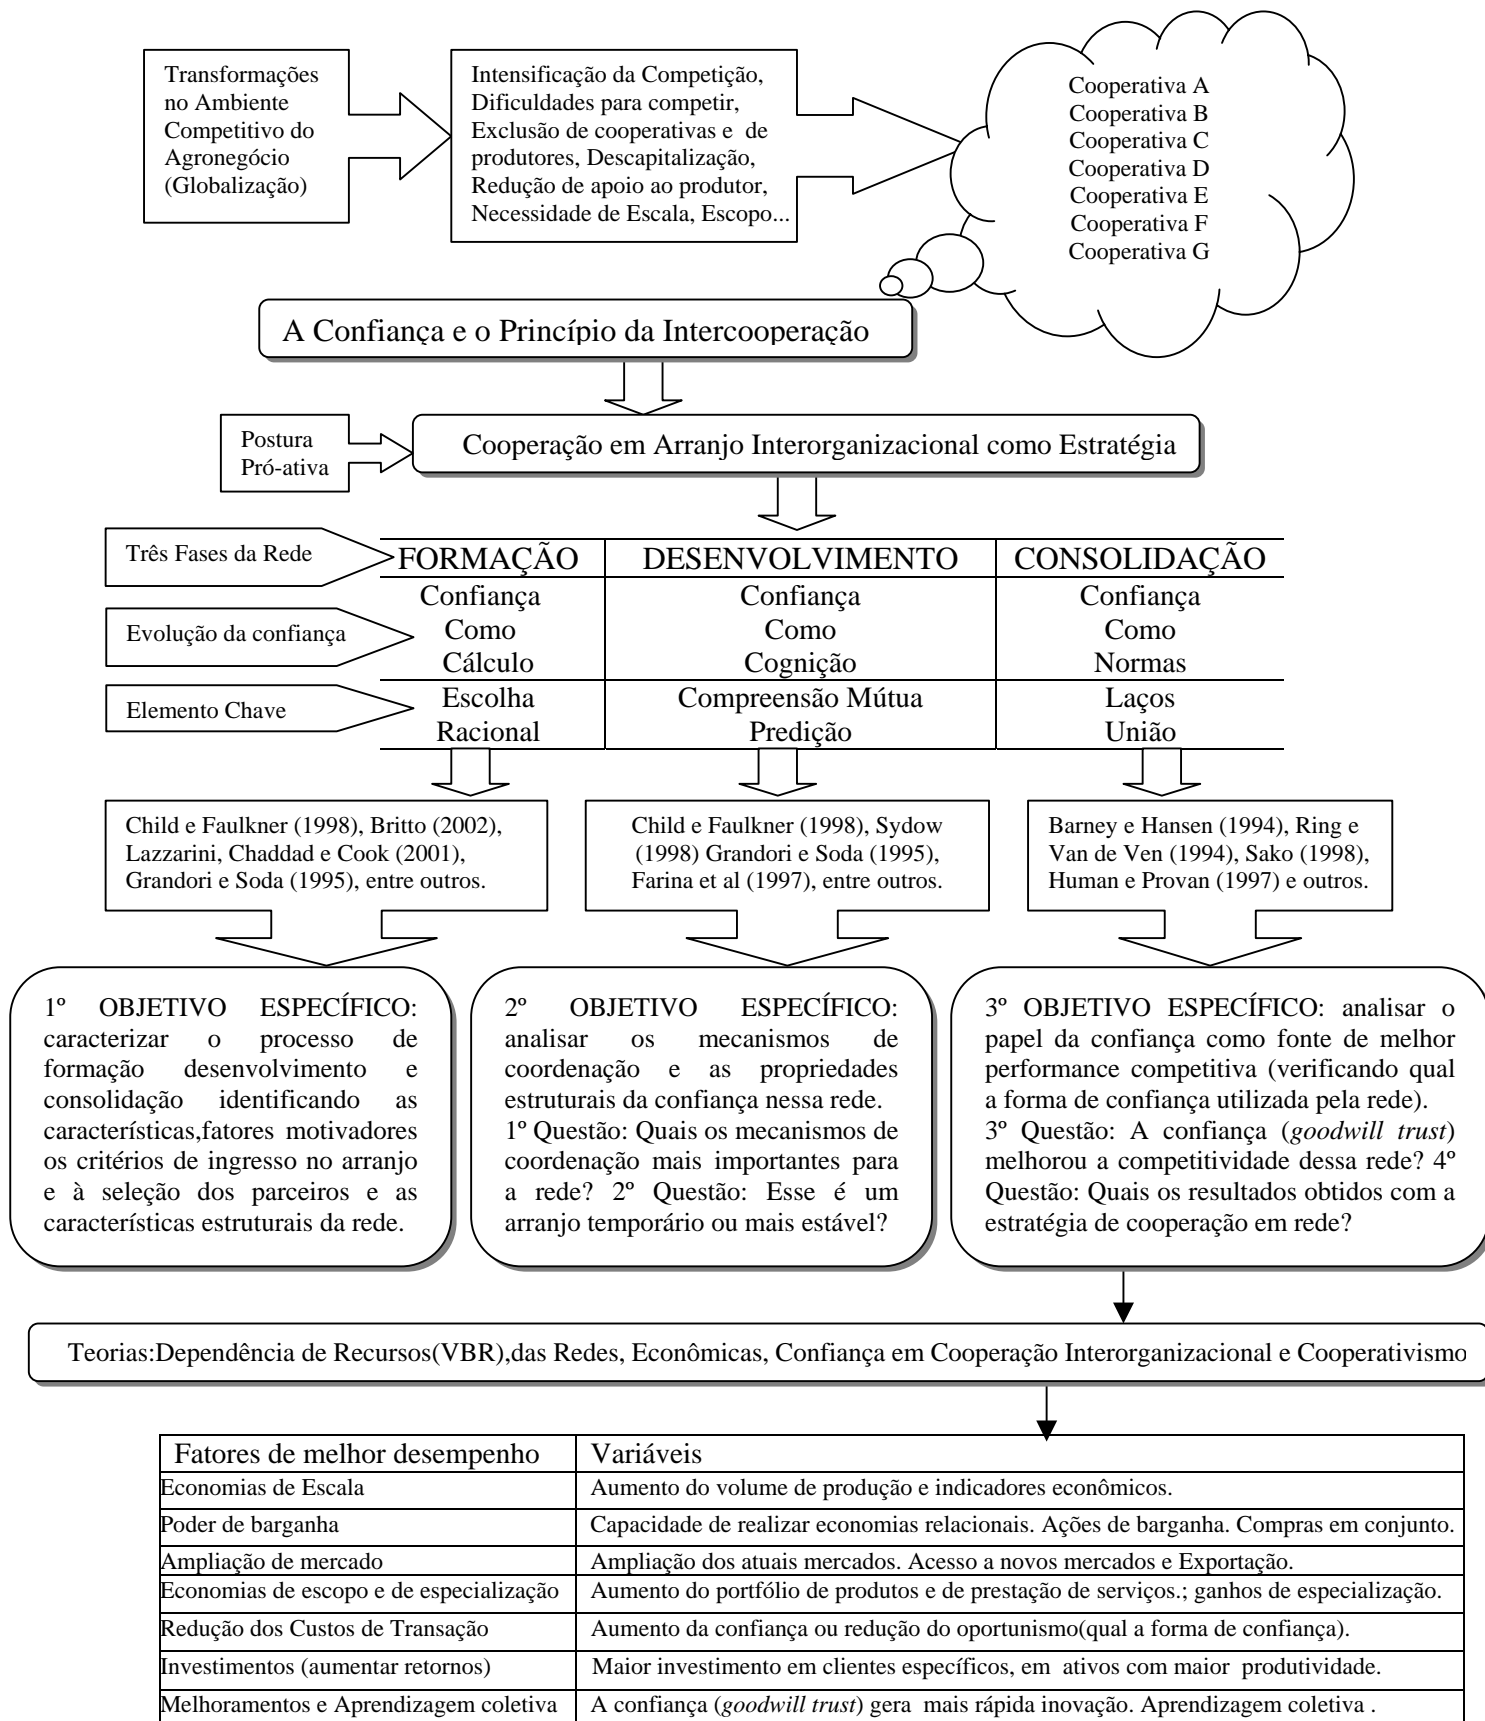 Transformações
no Ambiente
Competitivo do
Agronegócio
(Globalização)
Intensificação da Competição,
Dificuldades para competir,
Exclusão de cooperativas e de
produtores, Descapitalização,
Redução de apoio ao produtor,
Necessidade de Escala, Escopo...
Cooperativa A
Cooperativa B
Cooperativa C
Cooperativa D
Cooperativa E
Cooperativa F
Cooperativa G
A Confiança e o Princípio da Intercooperação
Postura
Pró-ativa
Cooperação em Arranjo Interorganizacional como Estratégia
Três Fases da Rede
FORMAÇÃO
DESENVOLVIMENTO
CONSOLIDAÇÃO
Evolução da confiança
Confiança
Como
Cálculo
Confiança
Como
Cognição
Confiança
Como
Normas
Elemento Chave
Escolha
Racional
Compreensão Mútua
Predição
Laços
União
Child e Faulkner (1998), Britto (2002),
Lazzarini, Chaddad e Cook (2001),
Grandori e Soda (1995), entre outros.
Child e Faulkner (1998), Sydow
(1998) Grandori e Soda (1995),
Farina et al (1997), entre outros.
Barney e Hansen (1994), Ring e
Van de Ven (1994), Sako (1998),
Human e Provan (1997) e outros.
1º OBJETIVO ESPECÍFICO:
caracterizar o processo de
formação desenvolvimento e
consolidação identificando as
características,fatores motivadores
os critérios de ingresso no arranjo
e à seleção dos parceiros e as
características estruturais da rede.
2º OBJETIVO ESPECÍFICO:
analisar os mecanismos de
coordenação e as propriedades
estruturais da confiança nessa rede.
1º Questão: Quais os mecanismos de
coordenação mais importantes para
a rede? 2º Questão: Esse é um
arranjo temporário ou mais estável?
3º OBJETIVO ESPECÍFICO: analisar o
papel da confiança como fonte de melhor
performance competitiva (verificando qual
a forma de confiança utilizada pela rede).
3º Questão: A confiança (goodwill trust)
melhorou a competitividade dessa rede? 4º
Questão: Quais os resultados obtidos com a
estratégia de cooperação em rede?
Teorias:Dependência de Recursos(VBR),das Redes, Econômicas, Confiança em Cooperação Interorganizacional e Cooperativismo
Fatores de melhor desempenho
Variáveis
Economias de Escala
Aumento do volume de produção e indicadores econômicos.
Poder de barganha
Capacidade de realizar economias relacionais. Ações de barganha. Compras em conjunto.
Ampliação de mercado
Ampliação dos atuais mercados. Acesso a novos mercados e Exportação.
Economias de escopo e de especialização
Aumento do portfólio de produtos e de prestação de serviços.; ganhos de especialização.
Redução dos Custos de Transação
Aumento da confiança ou redução do oportunismo(qual a forma de confiança).
Investimentos (aumentar retornos)
Maior investimento em clientes específicos, em ativos com maior produtividade.
Melhoramentos e Aprendizagem coletiva
A confiança (goodwill trust) gera mais rápida inovação. Aprendizagem coletiva .